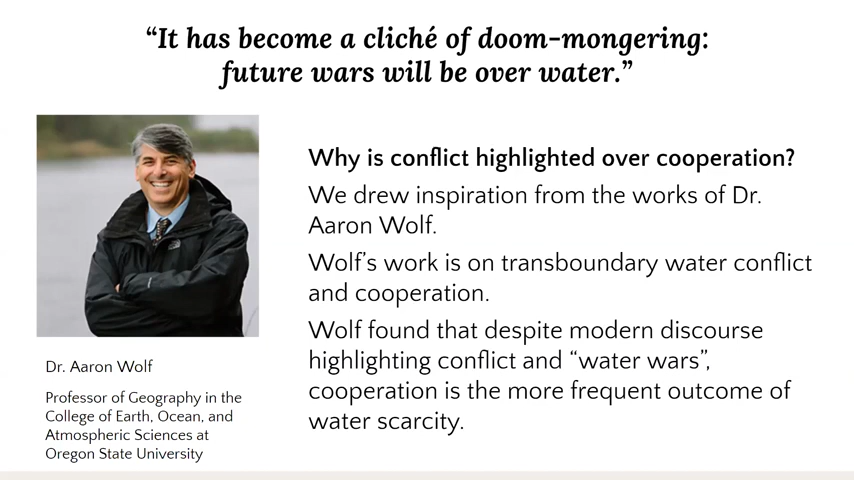 “It has become a cliché of doom-mongering:
future wars will be over water.”
Why is conflict highlighted over cooperation?
We drew inspiration from the works of Dr.
Aaron Wolf.
Wolf’s work is on transboundary water conflict
and cooperation.
Wolf found that despite modern discourse
highlighting conflict and “water wars”,
cooperation is the more frequent outcome of
water scarcity.
Dr. Aaron Wolf
Professor of Geography in the
College of Earth, Ocean, and
Atmospheric Sciences at
Oregon State University